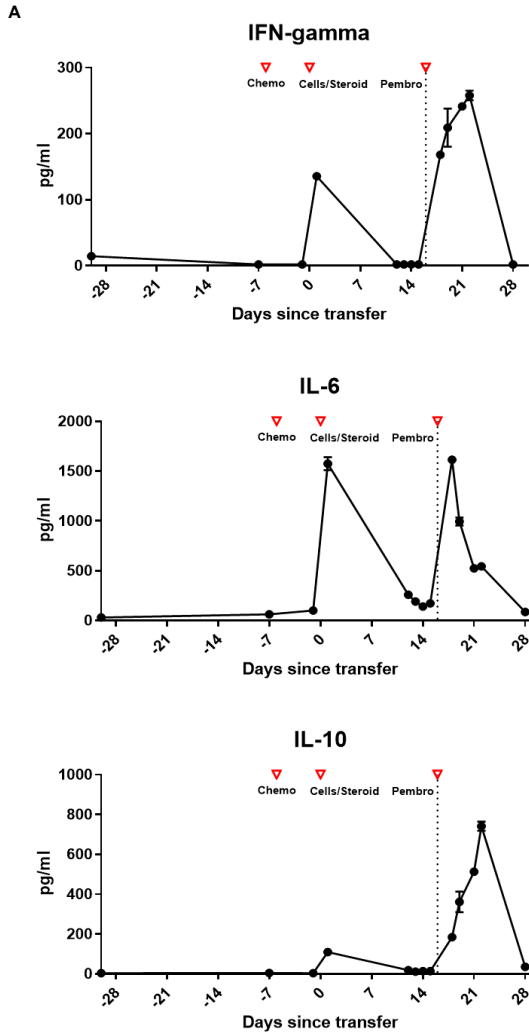 A
IFN-gamma
300
200
100
0
pg/ml
Chemo Cells/Steroid Pembro
-28 -21 -14 -7 0 7 14 21 28
Days since transfer
IL-6
2000
1500
1000
500
0
pg/ml
Chemo Cells/Steroid Pembro
-28 -21 -14 -7 0 7 14 21 28
Days since transfer
IL-10
1000
800
600
400
200
0
pg/ml
Chemo Cells/Steroid Pembro
-28 -21 -14 -7 0 7 14 21 28
Days since transfer